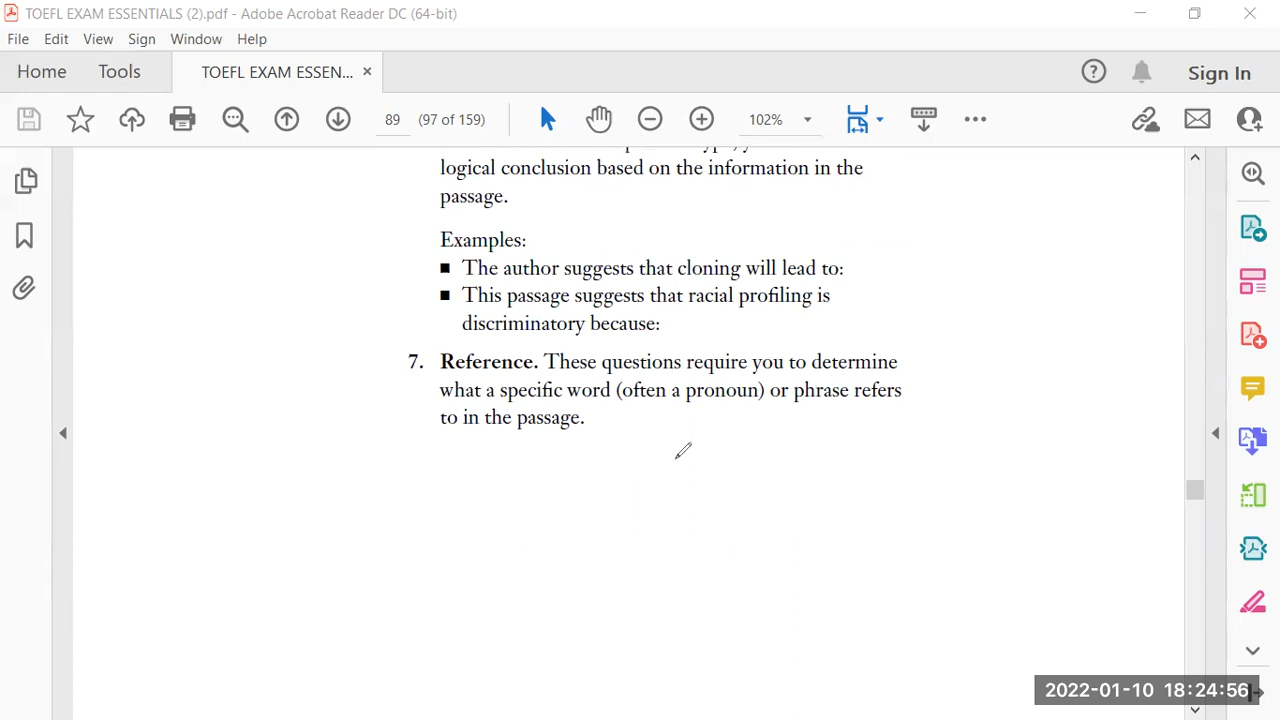 TOEFL EXAM ESSENTIALS (2).pdf - Adobe Acrobat Reader DC (64-bit)
File Edit View Sign Window Help
Home Tools TOEFL EXAM ESSEN... × Sign In
89 (97 of 159) 102%
logical conclusion based on the information in the
passage.
Examples:
■ The author suggests that cloning will lead to:
■ This passage suggests that racial profiling is
discriminatory because:
7. Reference. These questions require you to determine
what a specific word (often a pronoun) or phrase refers
to in the passage.
2022-01-10 18:24:56